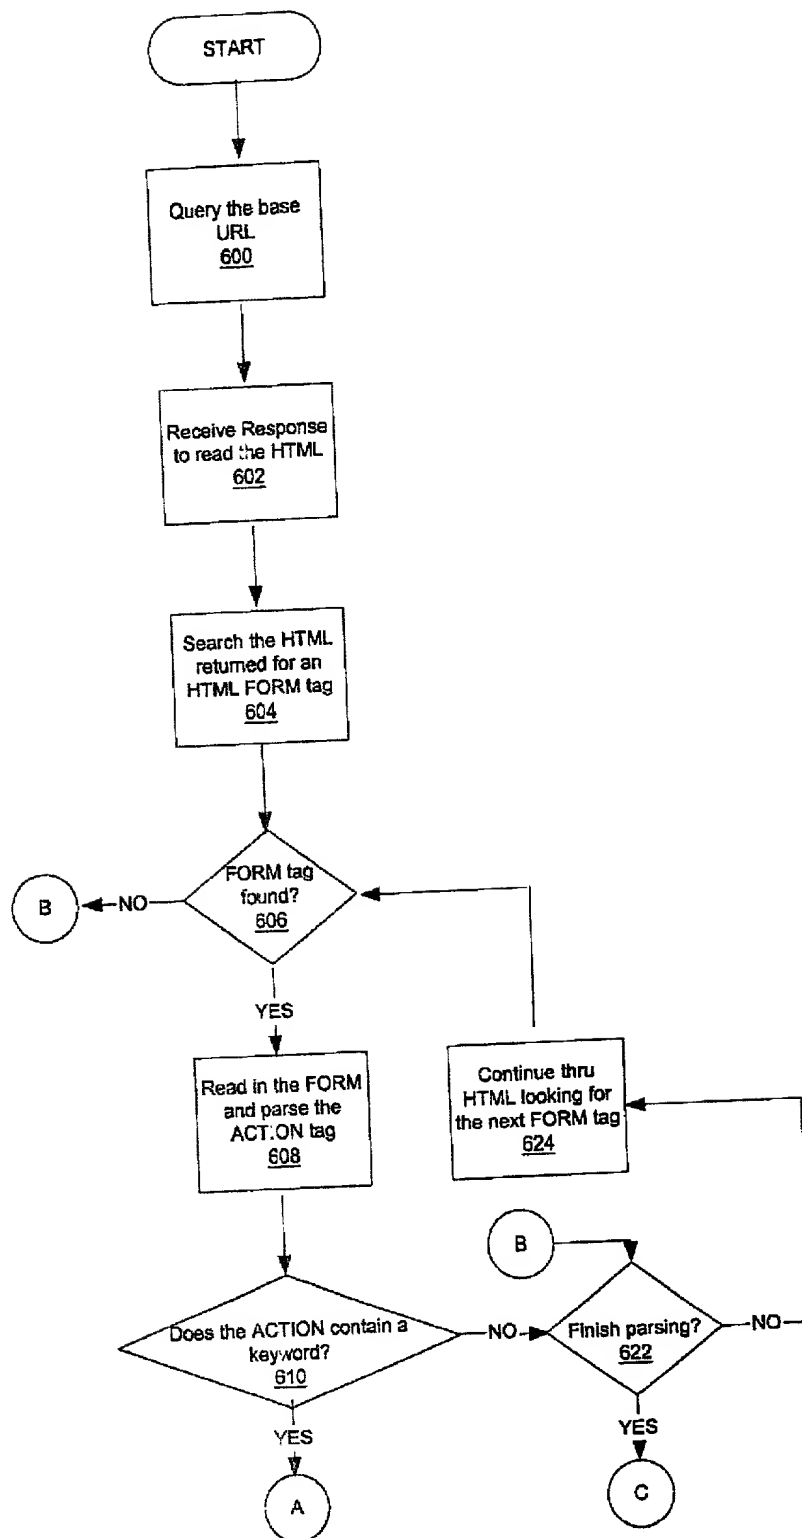 START
Query the base
URL
600
Receive Response
to read the HTML
602
Search the HTML
returned for an
HTML FORM tag
604
FORM tag
found?
606
B
NO
YES
Read in the FORM
and parse the
ACTION tag
608
Continue thru
HTML looking for
the next FORM tag
624
B
Does the ACTION contain a
keyword?
610
NO
Finish parsing?
622
NO
YES
A
YES
C